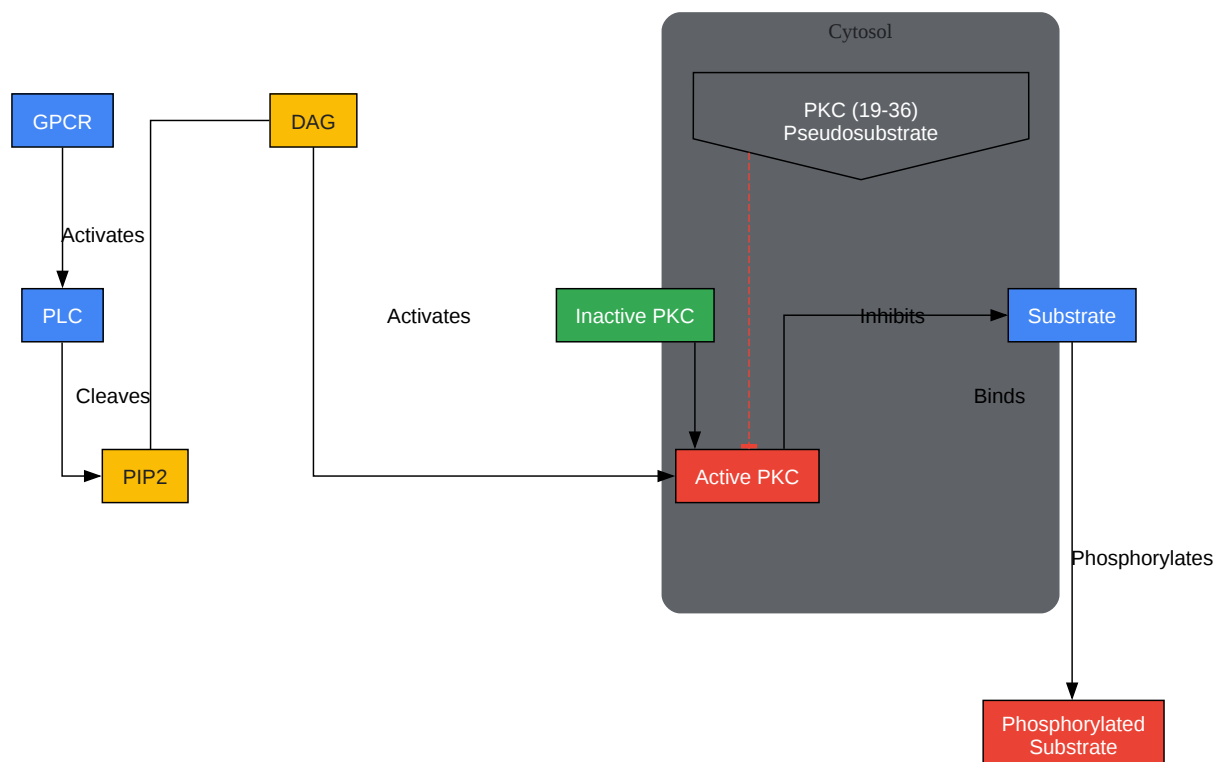 Cytosol
PKC (19-36)
Pseudosubstrate
GPCR
DAG
Activates
PLC
Activates
Inactive PKC
Inhibits
Substrate
Cleaves
Binds
PIP2
Active PKC
Phosphorylates
Phosphorylated
Substrate